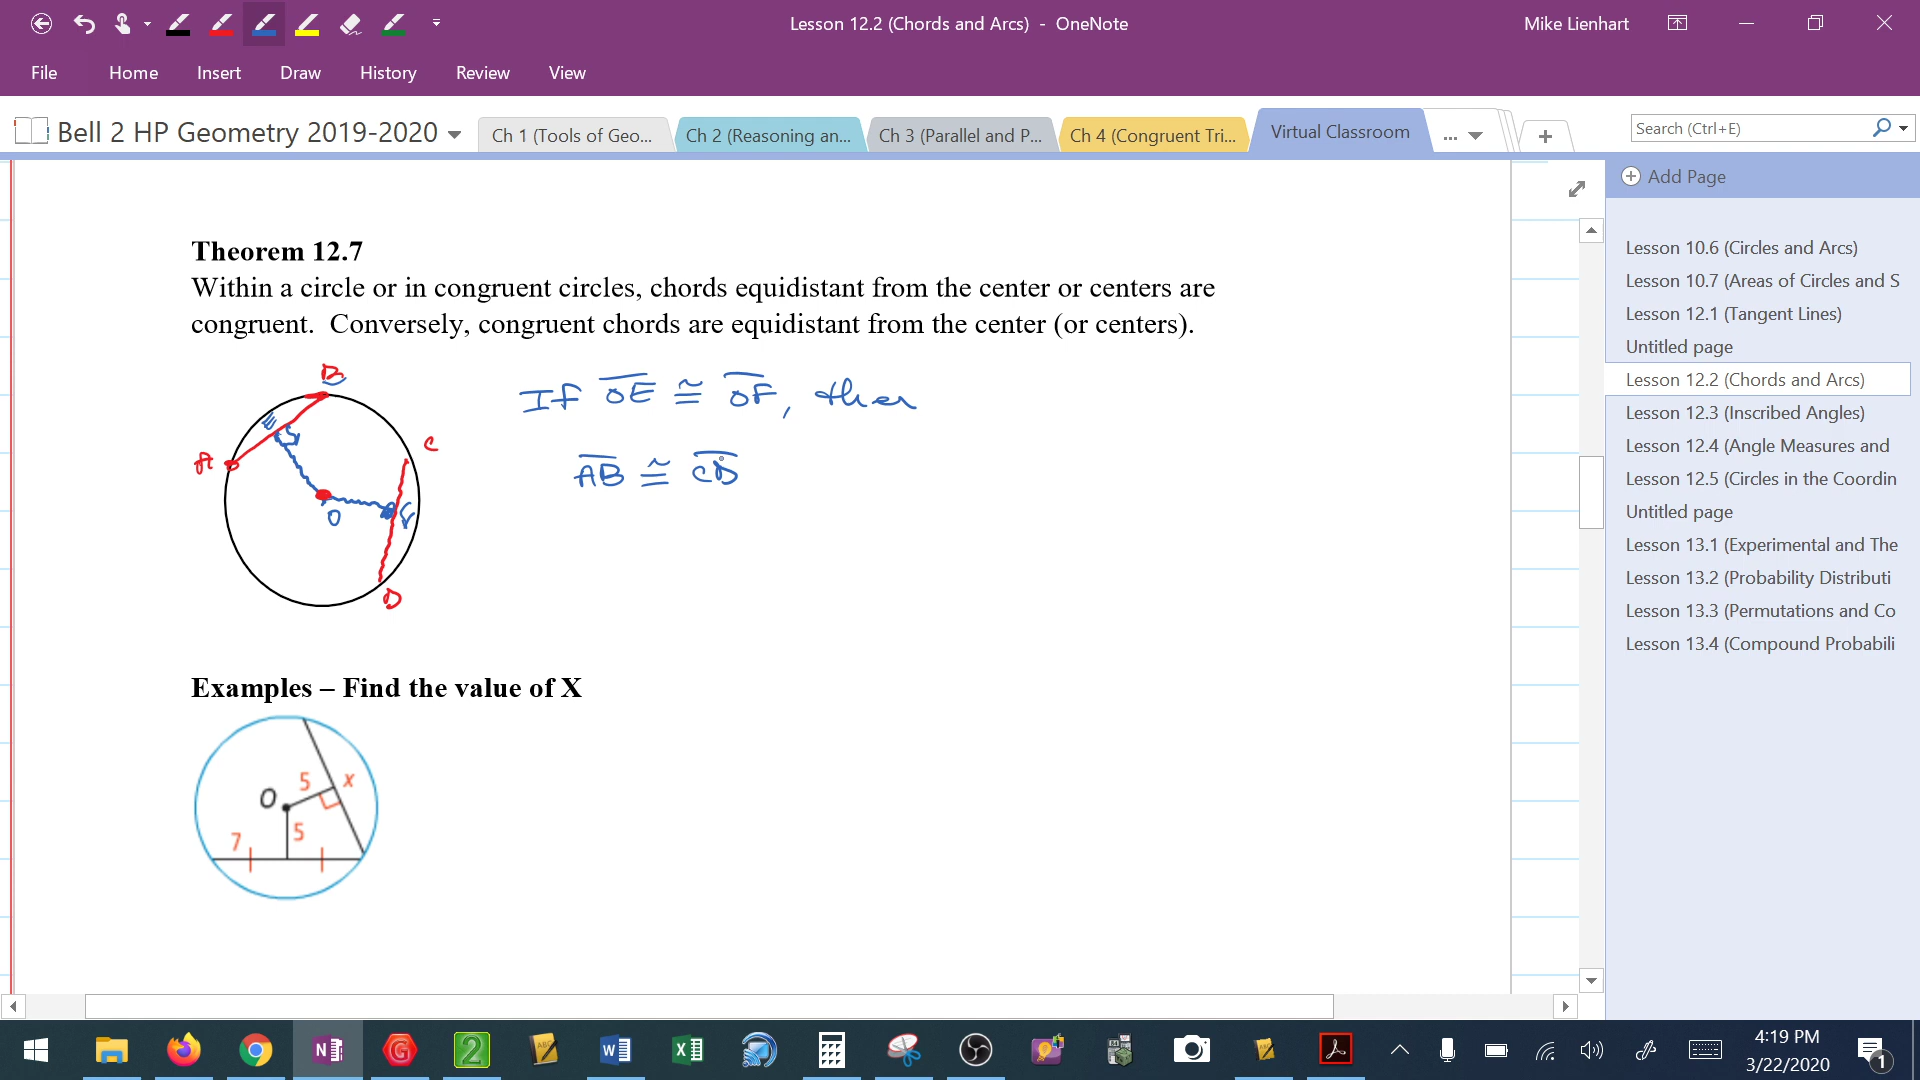 Lesson 12.2 (Chords and Arcs) - OneNote
Mike Lienhart
File Home Insert Draw History Review View
Bell 2 HP Geometry 2019-2020
Ch 1 (Tools of Geo...
Ch 2 (Reasoning an...
Ch 3 (Parallel and P...
Ch 4 (Congruent Tri...
Virtual Classroom
...
Search (Ctrl+E)
Add Page
Lesson 10.6 (Circles and Arcs)
Lesson 10.7 (Areas of Circles and S
Lesson 12.1 (Tangent Lines)
Untitled page
Lesson 12.2 (Chords and Arcs)
Lesson 12.3 (Inscribed Angles)
Lesson 12.4 (Angle Measures and
Lesson 12.5 (Circles in the Coordin
Untitled page
Lesson 13.1 (Experimental and The
Lesson 13.2 (Probability Distributi
Lesson 13.3 (Permutations and Co
Lesson 13.4 (Compound Probabili
Theorem 12.7
Within a circle or in congruent circles, chords equidistant from the center or centers are
congruent. Conversely, congruent chords are equidistant from the center (or centers).
B
E
A
C
O
F
D
If OE ≅ OF, then
AB ≅ CD
Examples – Find the value of X
5 x
O
7 5
4:19 PM
3/22/2020
1